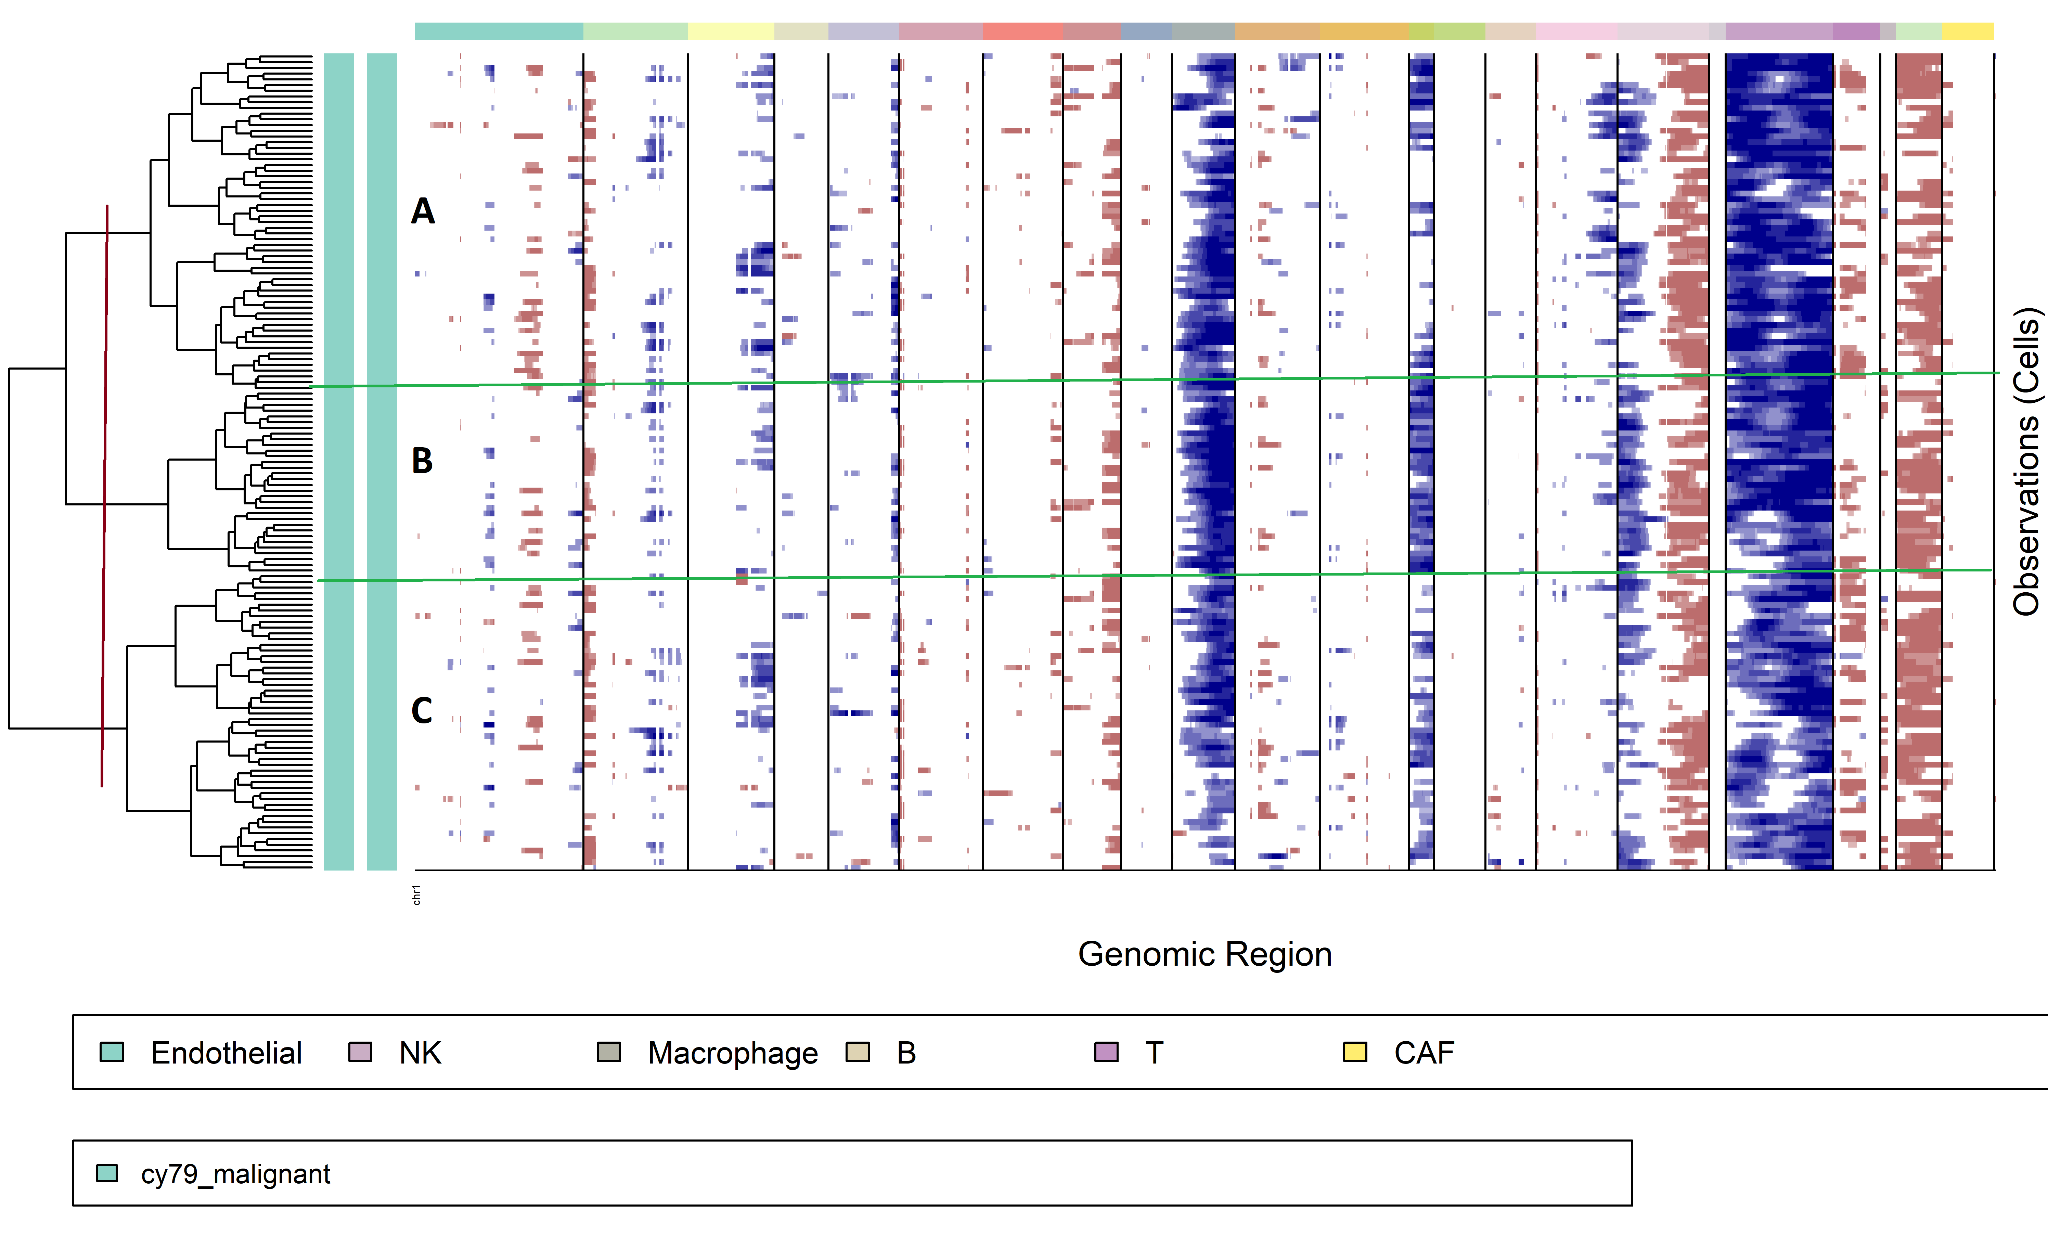 A
B
C
Observations (Cells)
chr1
Genomic Region
Endothelial NK Macrophage B T CAF
cy79_malignant